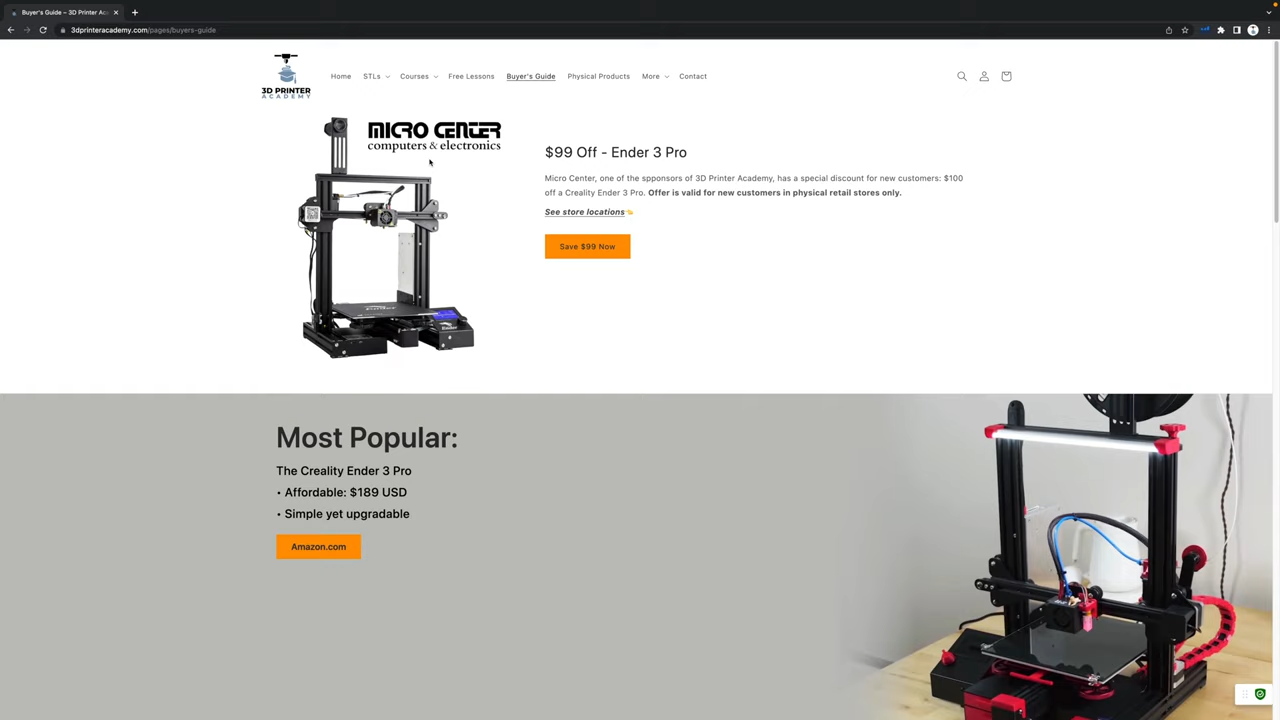 Buyer's Guide – 3D Printer Ac
3dprinteracademy.com/pages/buyers-guide
3D PRINTER
ACADEMY
Home STLs Courses Free Lessons Buyer's Guide Physical Products More Contact
MICRO CENTER
computers & electronics
$99 Off - Ender 3 Pro
Micro Center, one of the spponsors of 3D Printer Academy, has a special discount for new customers: $100
off a Creality Ender 3 Pro. Offer is valid for new customers in physical retail stores only.
See store locations
Save $99 Now
Ender
Most Popular:
The Creality Ender 3 Pro
• Affordable: $189 USD
• Simple yet upgradable
Amazon.com